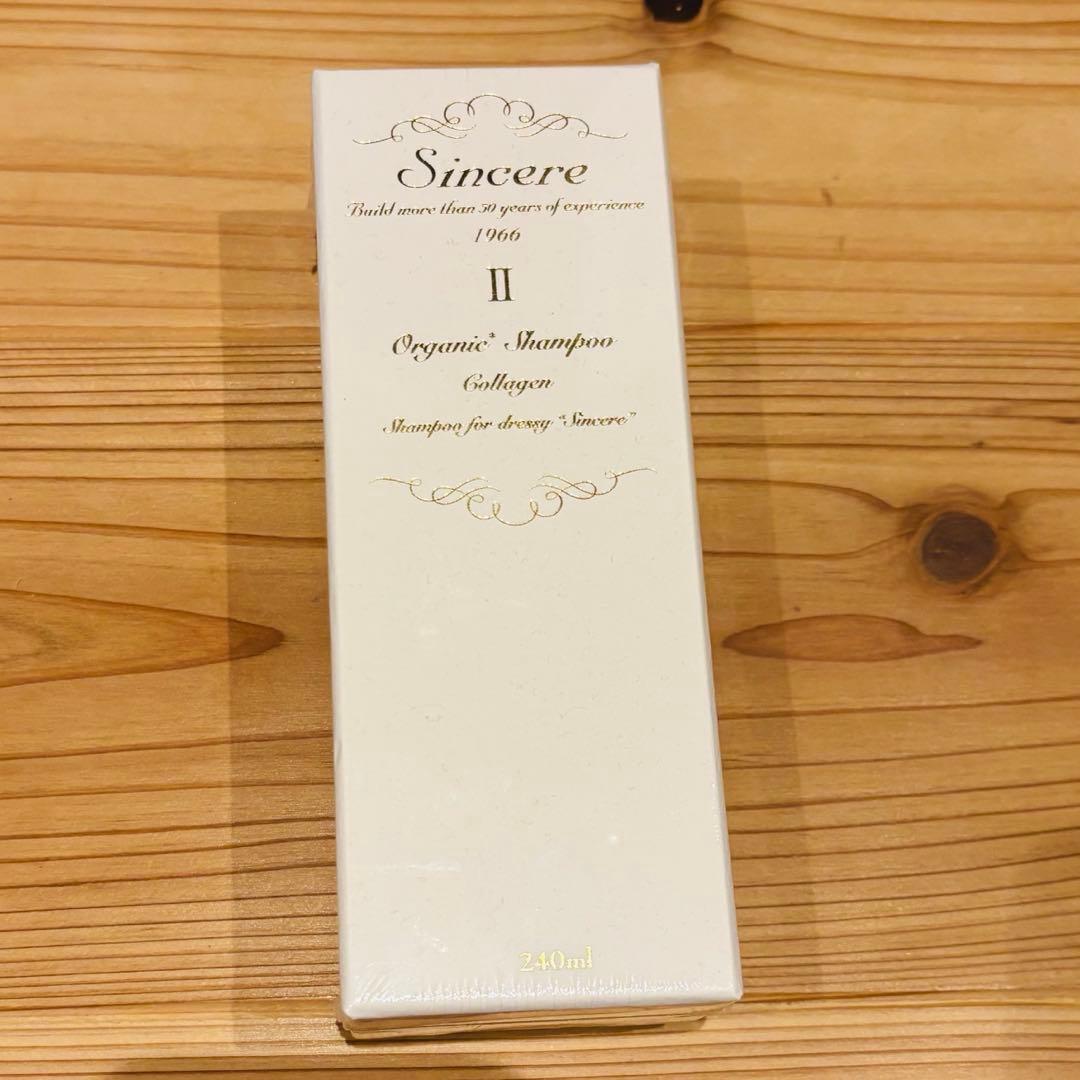 Sincere
Build more than 50 years of experience
1966
II
Organic* Shampoo
Collagen
Shampoo for dressy "Sincere"
240ml